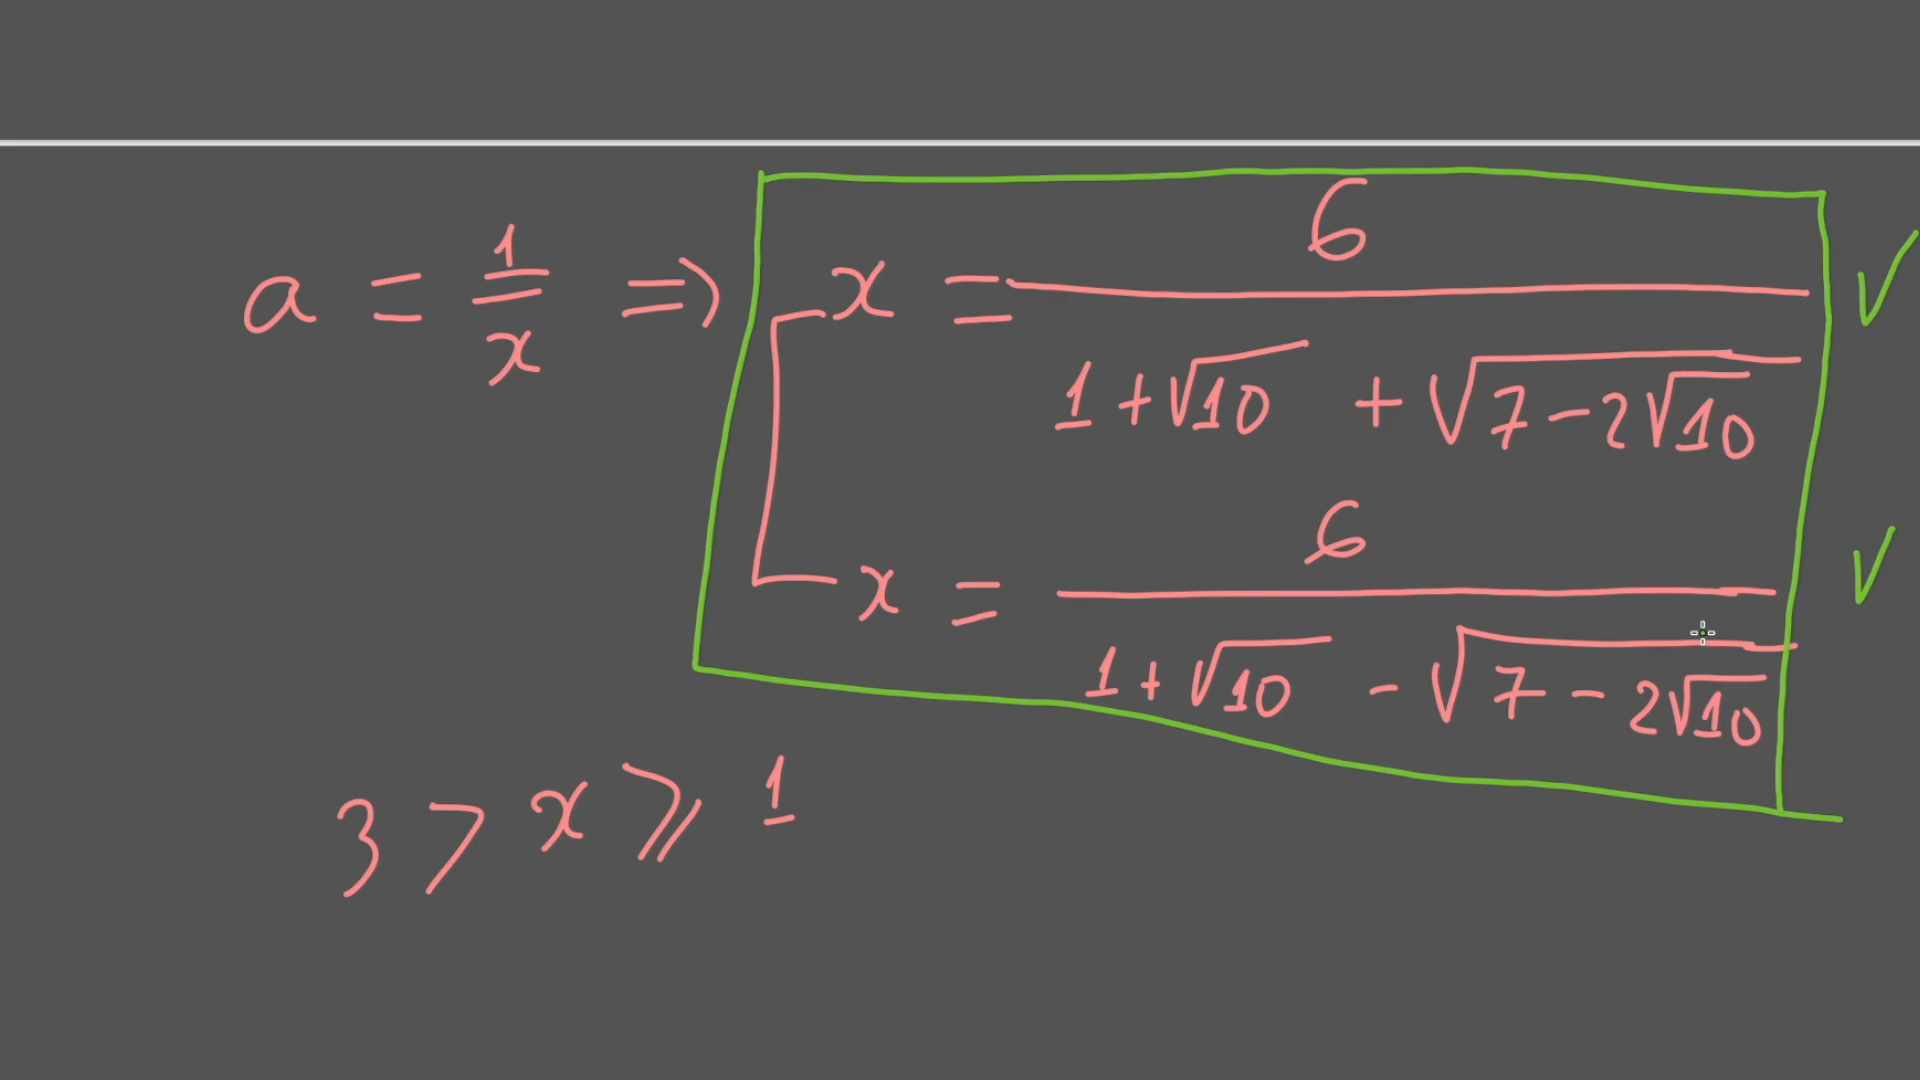 a = 1/x ⇒ [ x = 6/(1+√10 + √(7-2√10)) ✓
x = 6/(1+√10 - √(7-2√10)) ✓
3 > x ⩾ 1